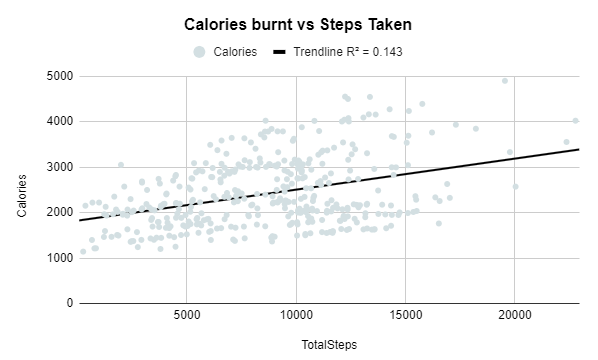 Calories burnt vs Steps Taken
Calories Trendline R² = 0.143
5000
4000
3000
2000
1000
0
Calories
5000 10000 15000 20000
TotalSteps